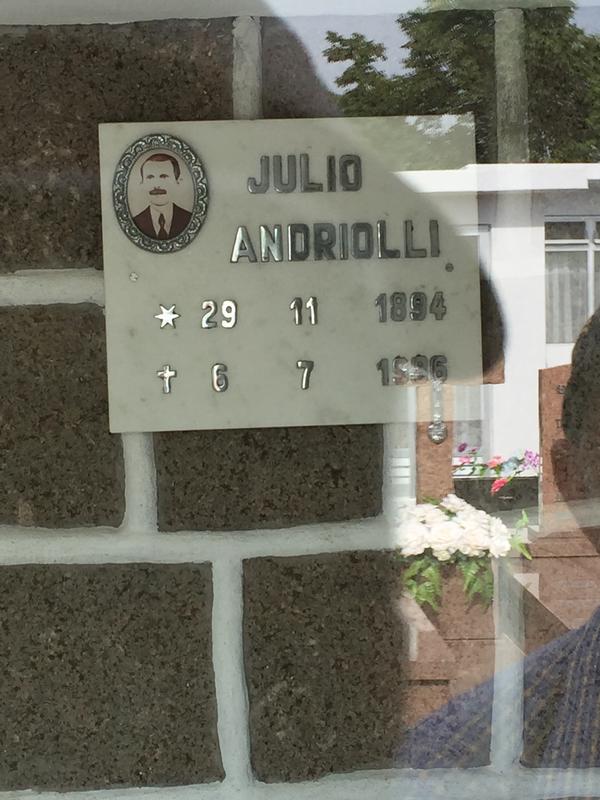 JULIO
ANDRIOLLI
★ 29 11 1894
✝ 6 7